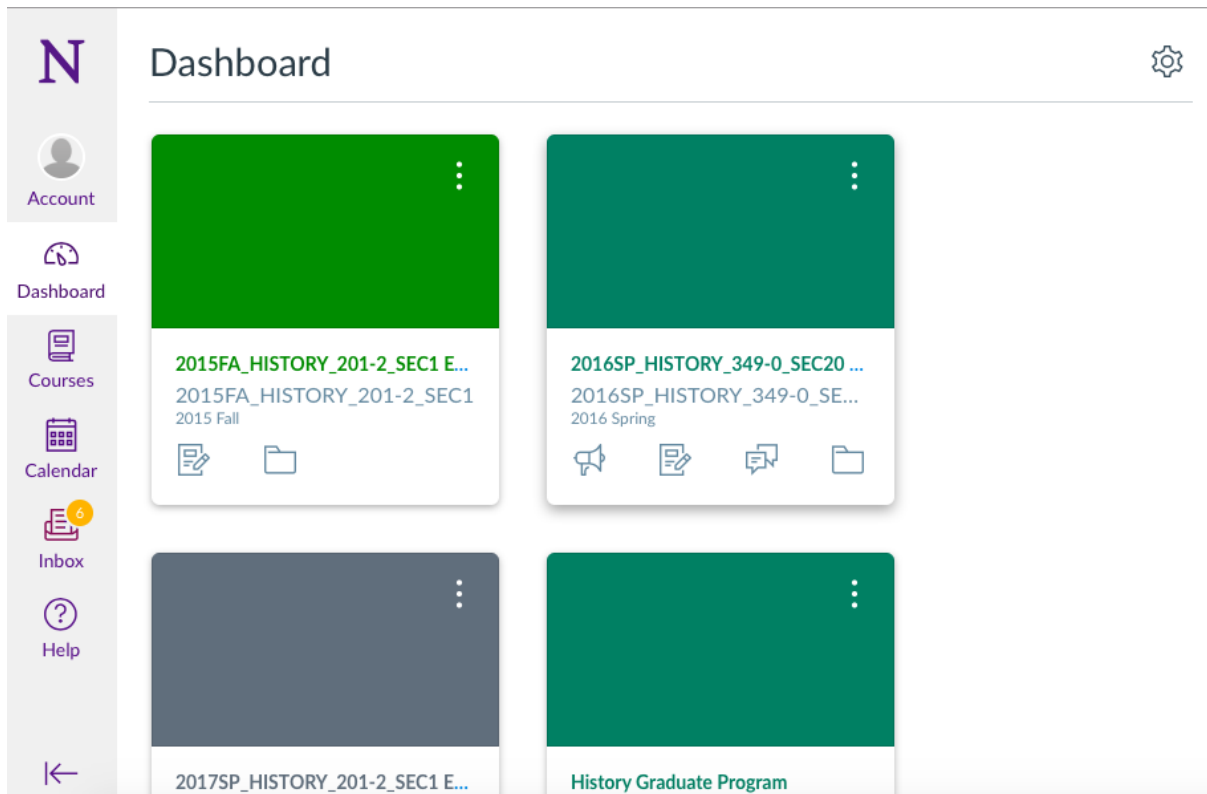 N
Dashboard
Account
Dashboard
Courses
Calendar
6
Inbox
Help
2015FA_HISTORY_201-2_SEC1 E...
2015FA_HISTORY_201-2_SEC1
2015 Fall
2016SP_HISTORY_349-0_SEC20 ...
2016SP_HISTORY_349-0_SE...
2016 Spring
2017SP_HISTORY_201-2_SEC1 E...
History Graduate Program